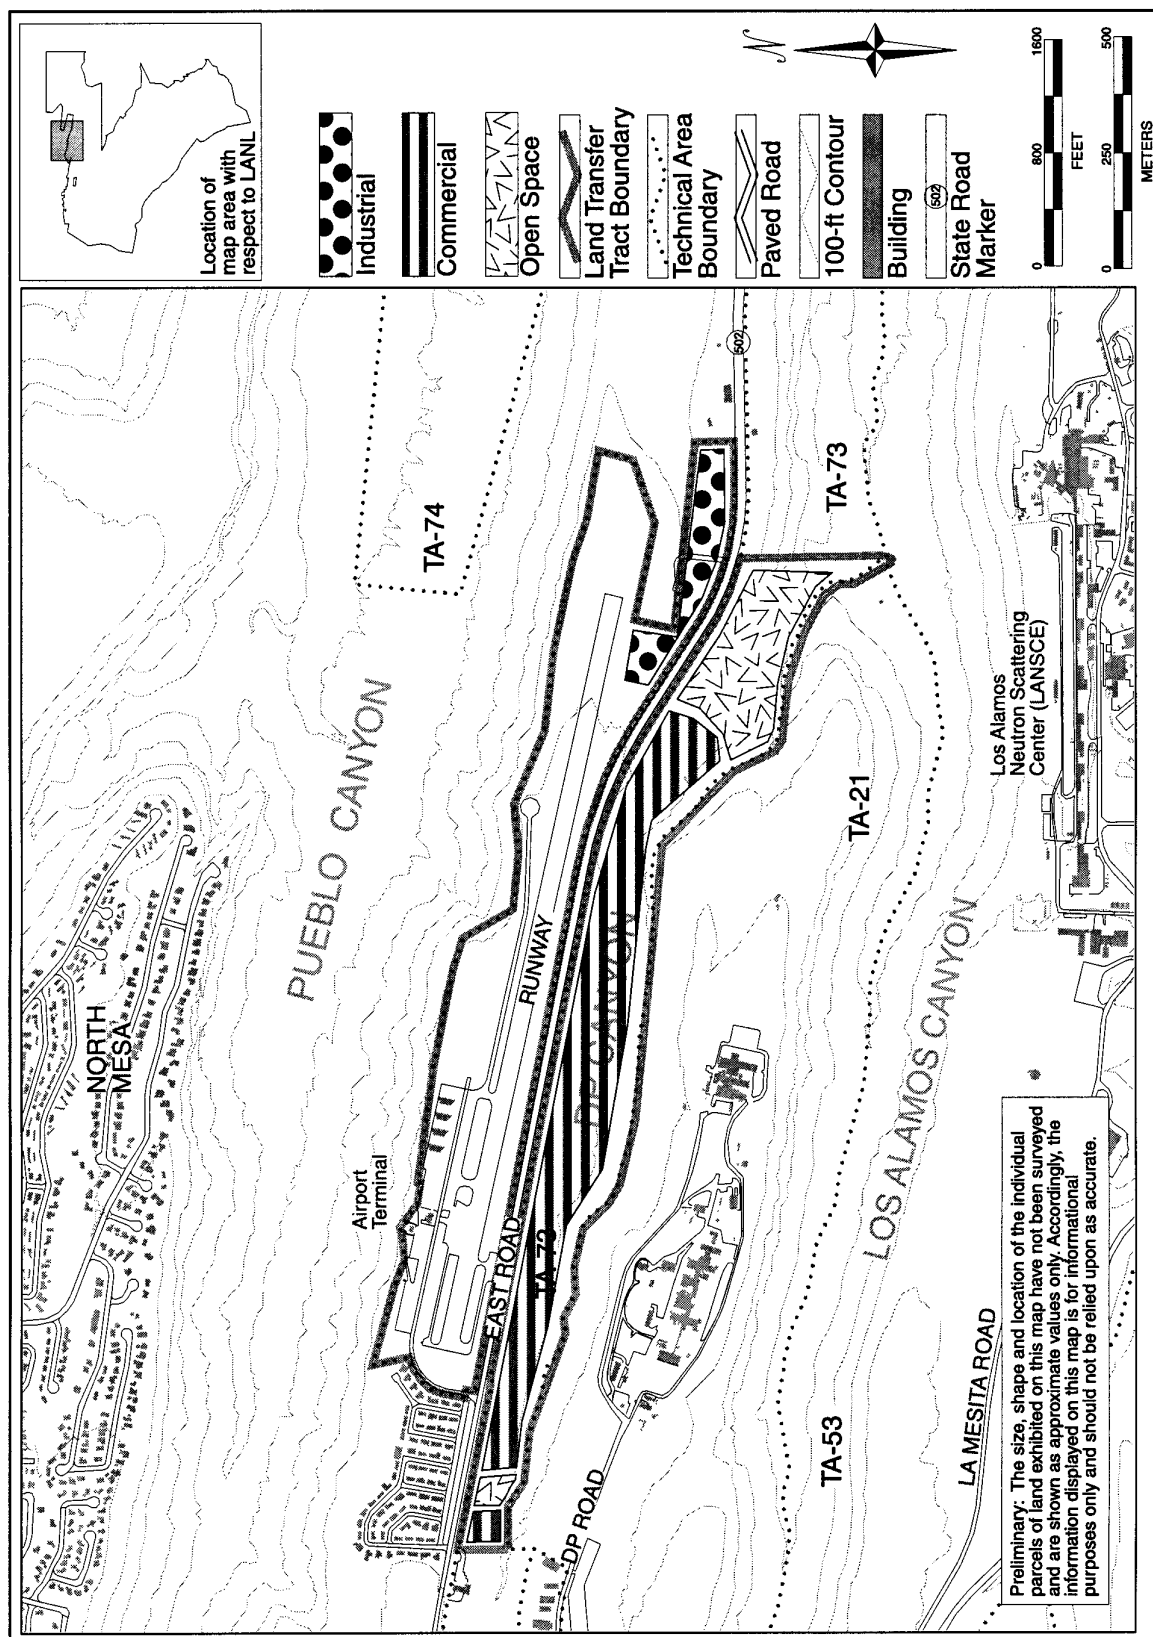 Location of
map area with
respect to LANL
Industrial
Commercial
Open Space
Land Transfer
Tract Boundary
Technical Area
Boundary
Paved Road
100-ft Contour
Building
502
State Road
Marker
N
0 800 1600
FEET
0 250 500
METERS
NORTH
MESA
PUEBLO CANYON
TA-74
Airport
Terminal
RUNWAY
EAST ROAD
TA-73
DP CANYON
502
TA-73
TA-21
DP ROAD
LOS ALAMOS CANYON
TA-53
LA MESITA ROAD
Los Alamos
Neutron Scattering
Center (LANSCE)
Preliminary: The size, shape and location of the individual
parcels of land exhibited on this map have not been surveyed
and are shown as approximate values only. Accordingly, the
information displayed on this map is for informational
purposes only and should not be relied upon as accurate.